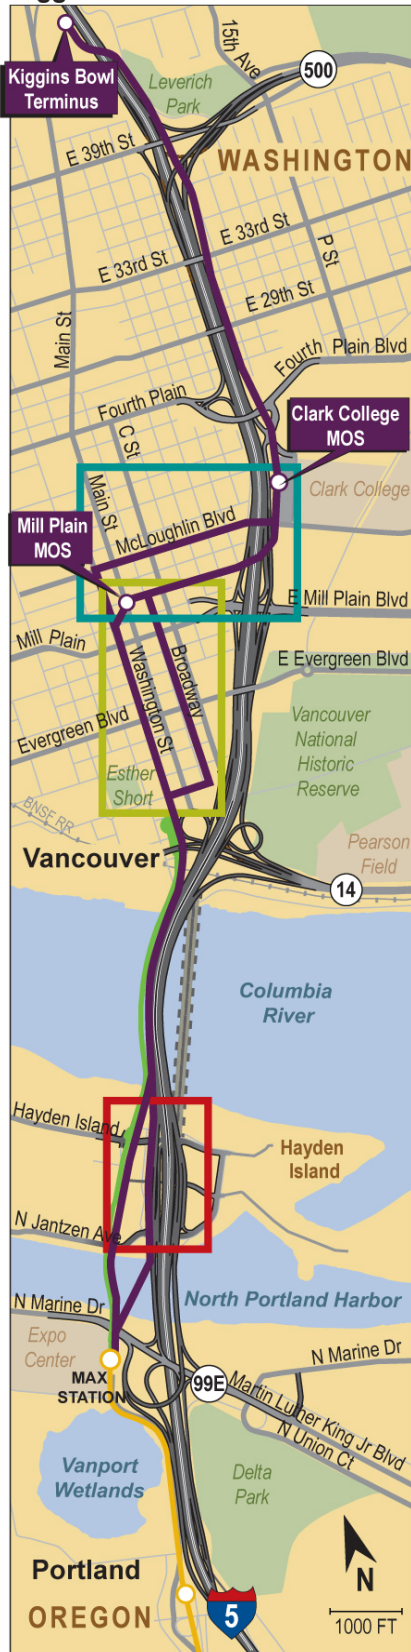 15th Ave
500
Kiggins Bowl
Terminus
Leverich
Park
E 39th St
WASHINGTON
E 33rd St
P St
E 33rd St
E 29th St
Main St
Fourth Plain Blvd
Fourth Plain
C St
Clark College
MOS
Main St
Clark College
Mill Plain
MOS
McLoughlin Blvd
E Mill Plain Blvd
Mill Plain
E Evergreen Blvd
Washington St
Broadway
Evergreen Blvd
Vancouver
National
Historic
Reserve
Esther
Short
BNSF RR
Pearson
Field
Vancouver
14
Columbia
River
Hayden Island
Hayden
Island
N Jantzen Ave
North Portland Harbor
N Marine Dr
Expo
Center
N Marine Dr
MAX
STATION
99E
Martin Luther King Jr Blvd
N Union Ct
Vanport
Wetlands
Delta
Park
Portland
N
OREGON
5
1000 FT